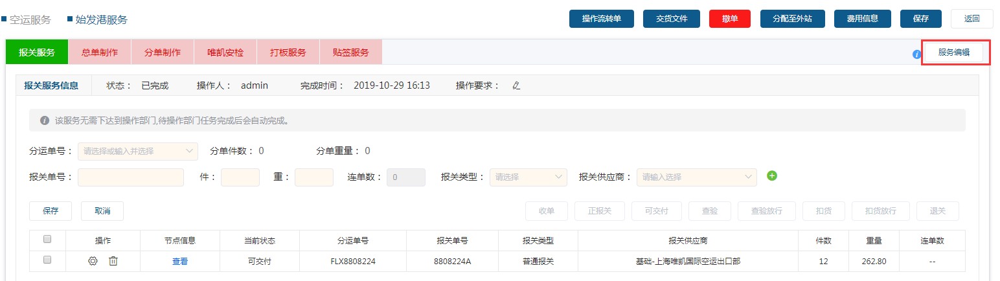 空运服务 始发港服务 操作流转单 交货文件 撤单 分配至外站 费用信息 保存 返回
报关服务 总单制作 分单制作 唯凯安检 打板服务 贴签服务 服务编辑
报关服务信息 状态： 已完成 操作人： admin 完成时间： 2019-10-29 16:13 操作要求：
该服务无需下达到操作部门,待操作部门任务完成后会自动完成。
分运单号： 请选择或输入并选择 分单件数： 0 分单重量： 0
报关单号： 件： 重： 连单数： 0 报关类型： 请选择 报关供应商： 请输入选择
保存 取消 收单 正报关 可交付 查验 查验放行 扣货 扣货放行 退关
操作 节点信息 当前状态 分运单号 报关单号 报关类型 报关供应商 件数 重量 连单数
查看 可交付 FLX8808224 8808224A 普通报关 基础-上海唯凯国际空运出口部 12 262.80 --